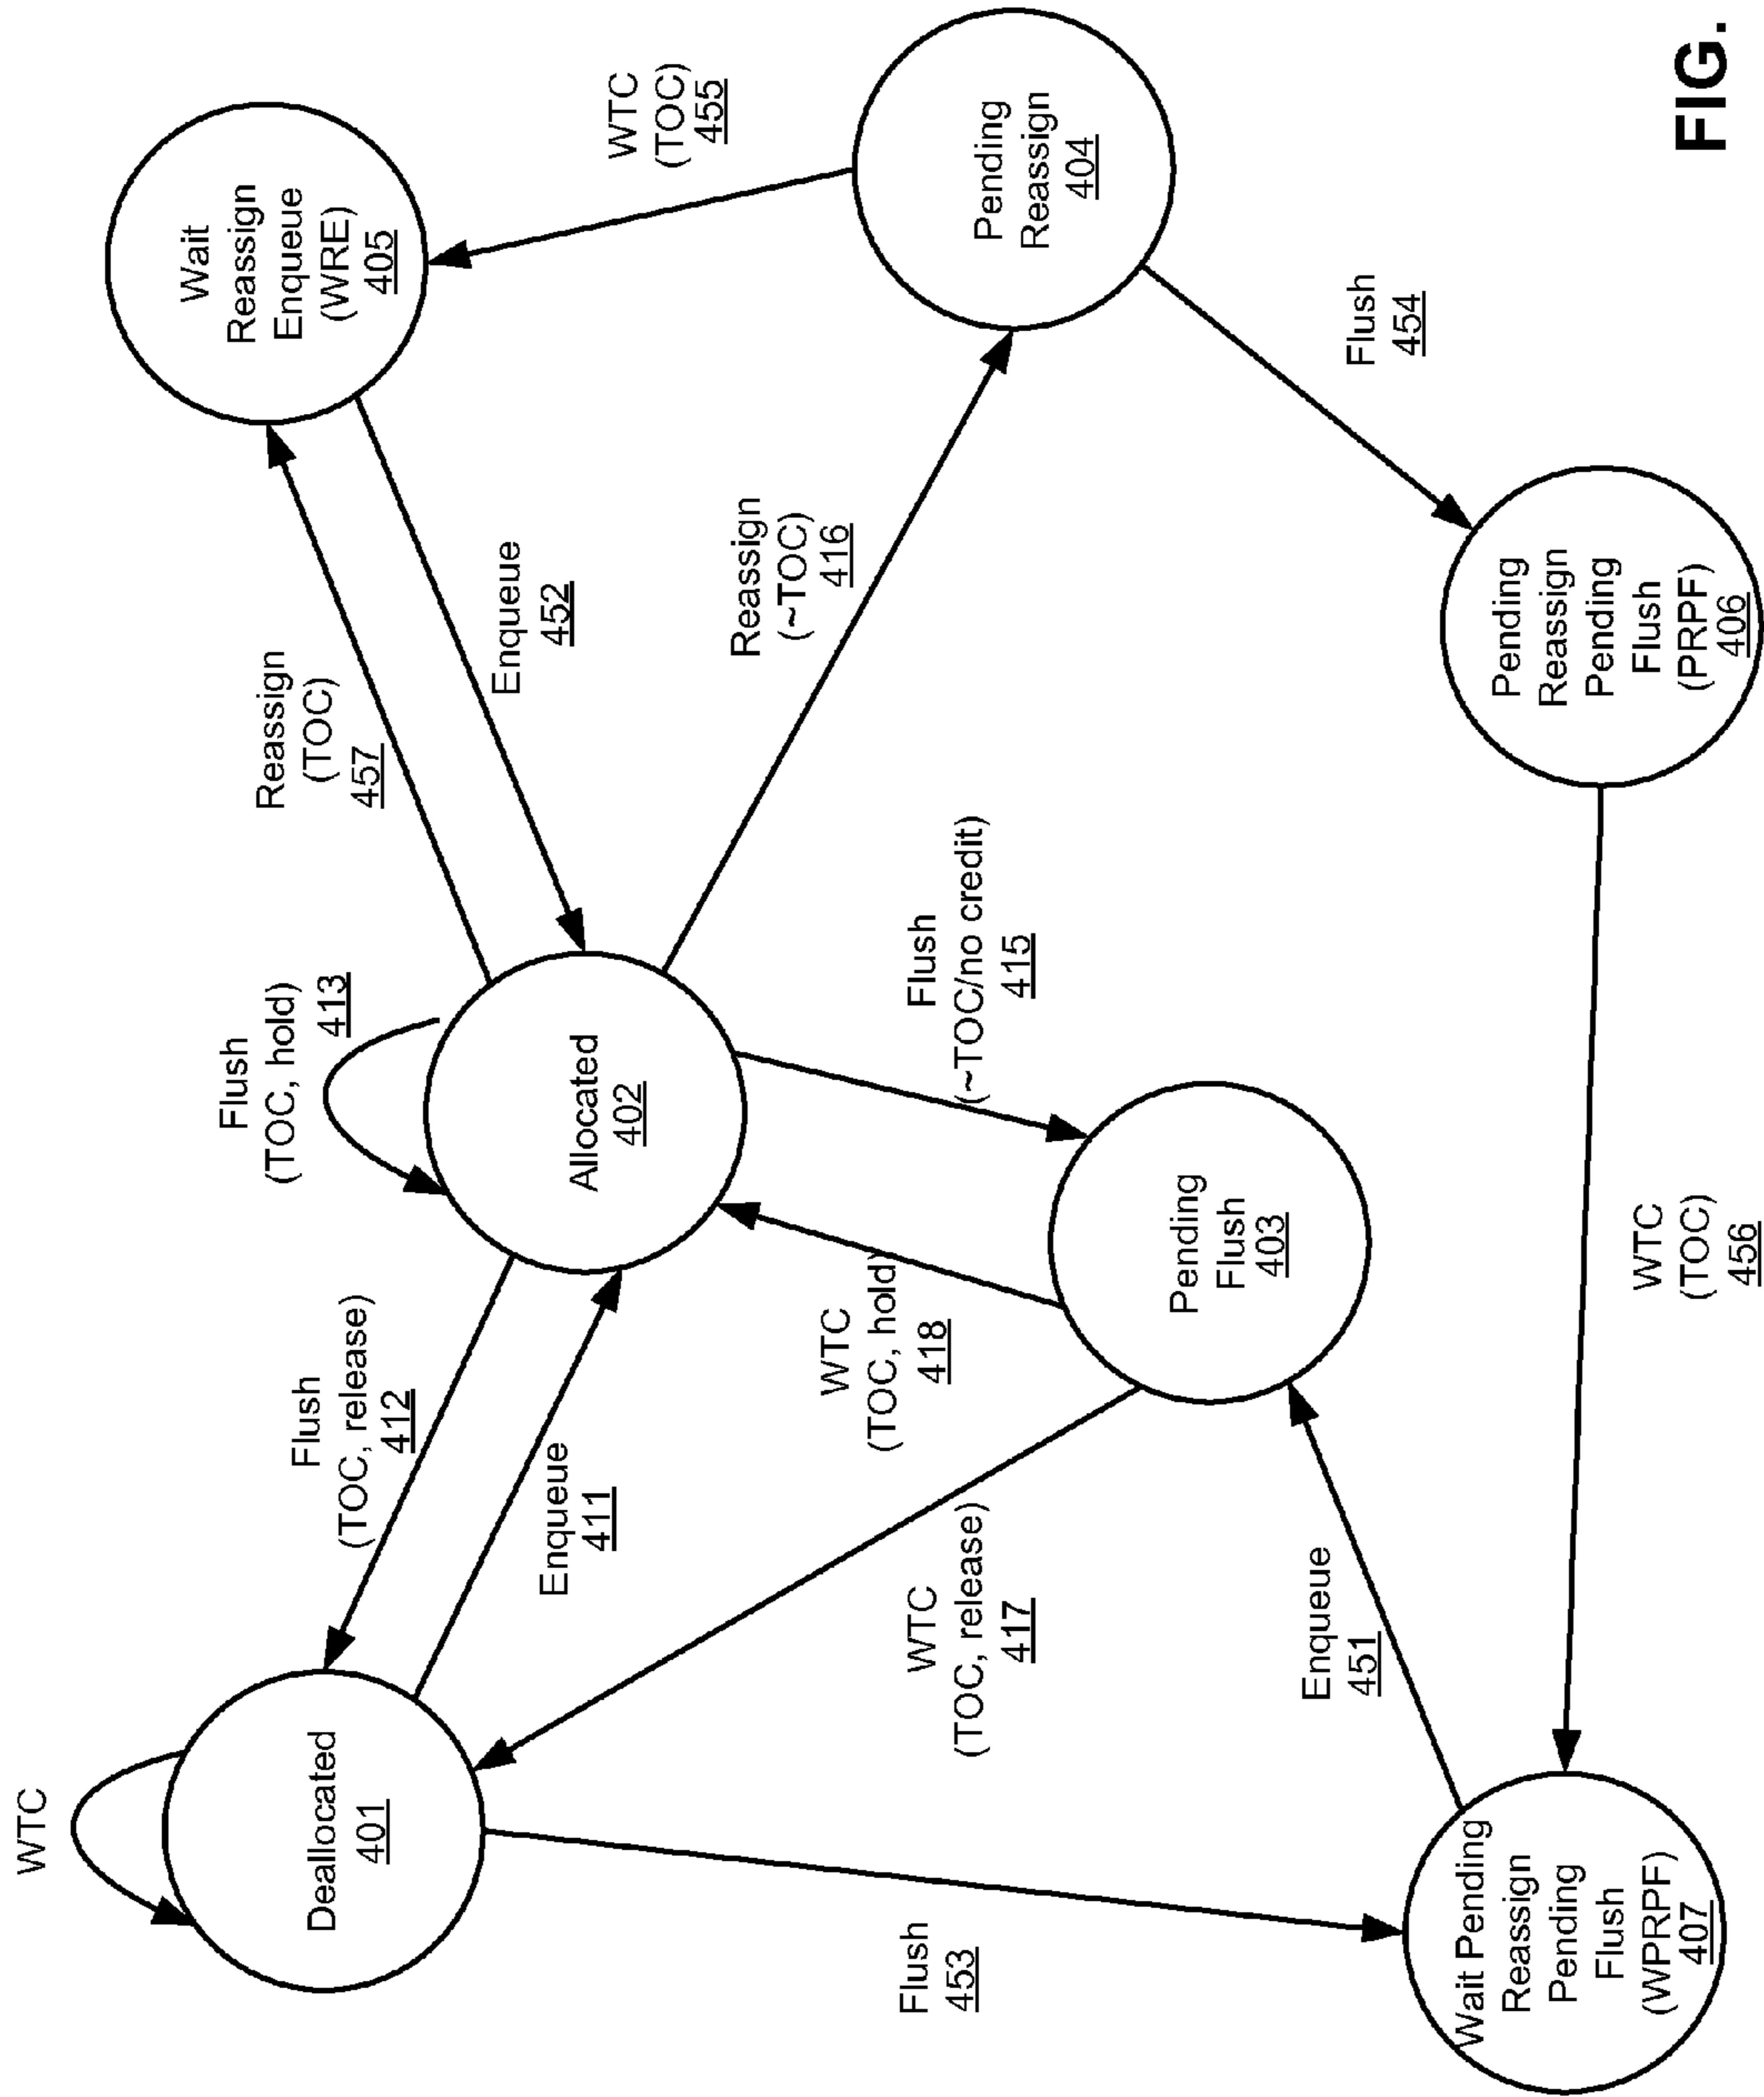 WTC
Deallocated
401
Flush
(TOC, release)
412
Enqueue
411
Flush
(TOC, hold)
413
Allocated
402
Reassign
(TOC)
457
Enqueue
452
Wait
Reassign
Enqueue
(WRE)
405
WTC
(TOC)
455
Reassign
(~TOC)
416
Pending
Reassign
404
Flush
(~TOC/no credit)
415
WTC
(TOC, hold)
418
WTC
(TOC, release)
417
Pending
Flush
403
Flush
453
Enqueue
451
Flush
454
Wait Pending
Reassign
Pending
Flush
(WPRPF)
407
WTC
(TOC)
456
Pending
Reassign
Pending
Flush
(PRPF)
406
FIG.